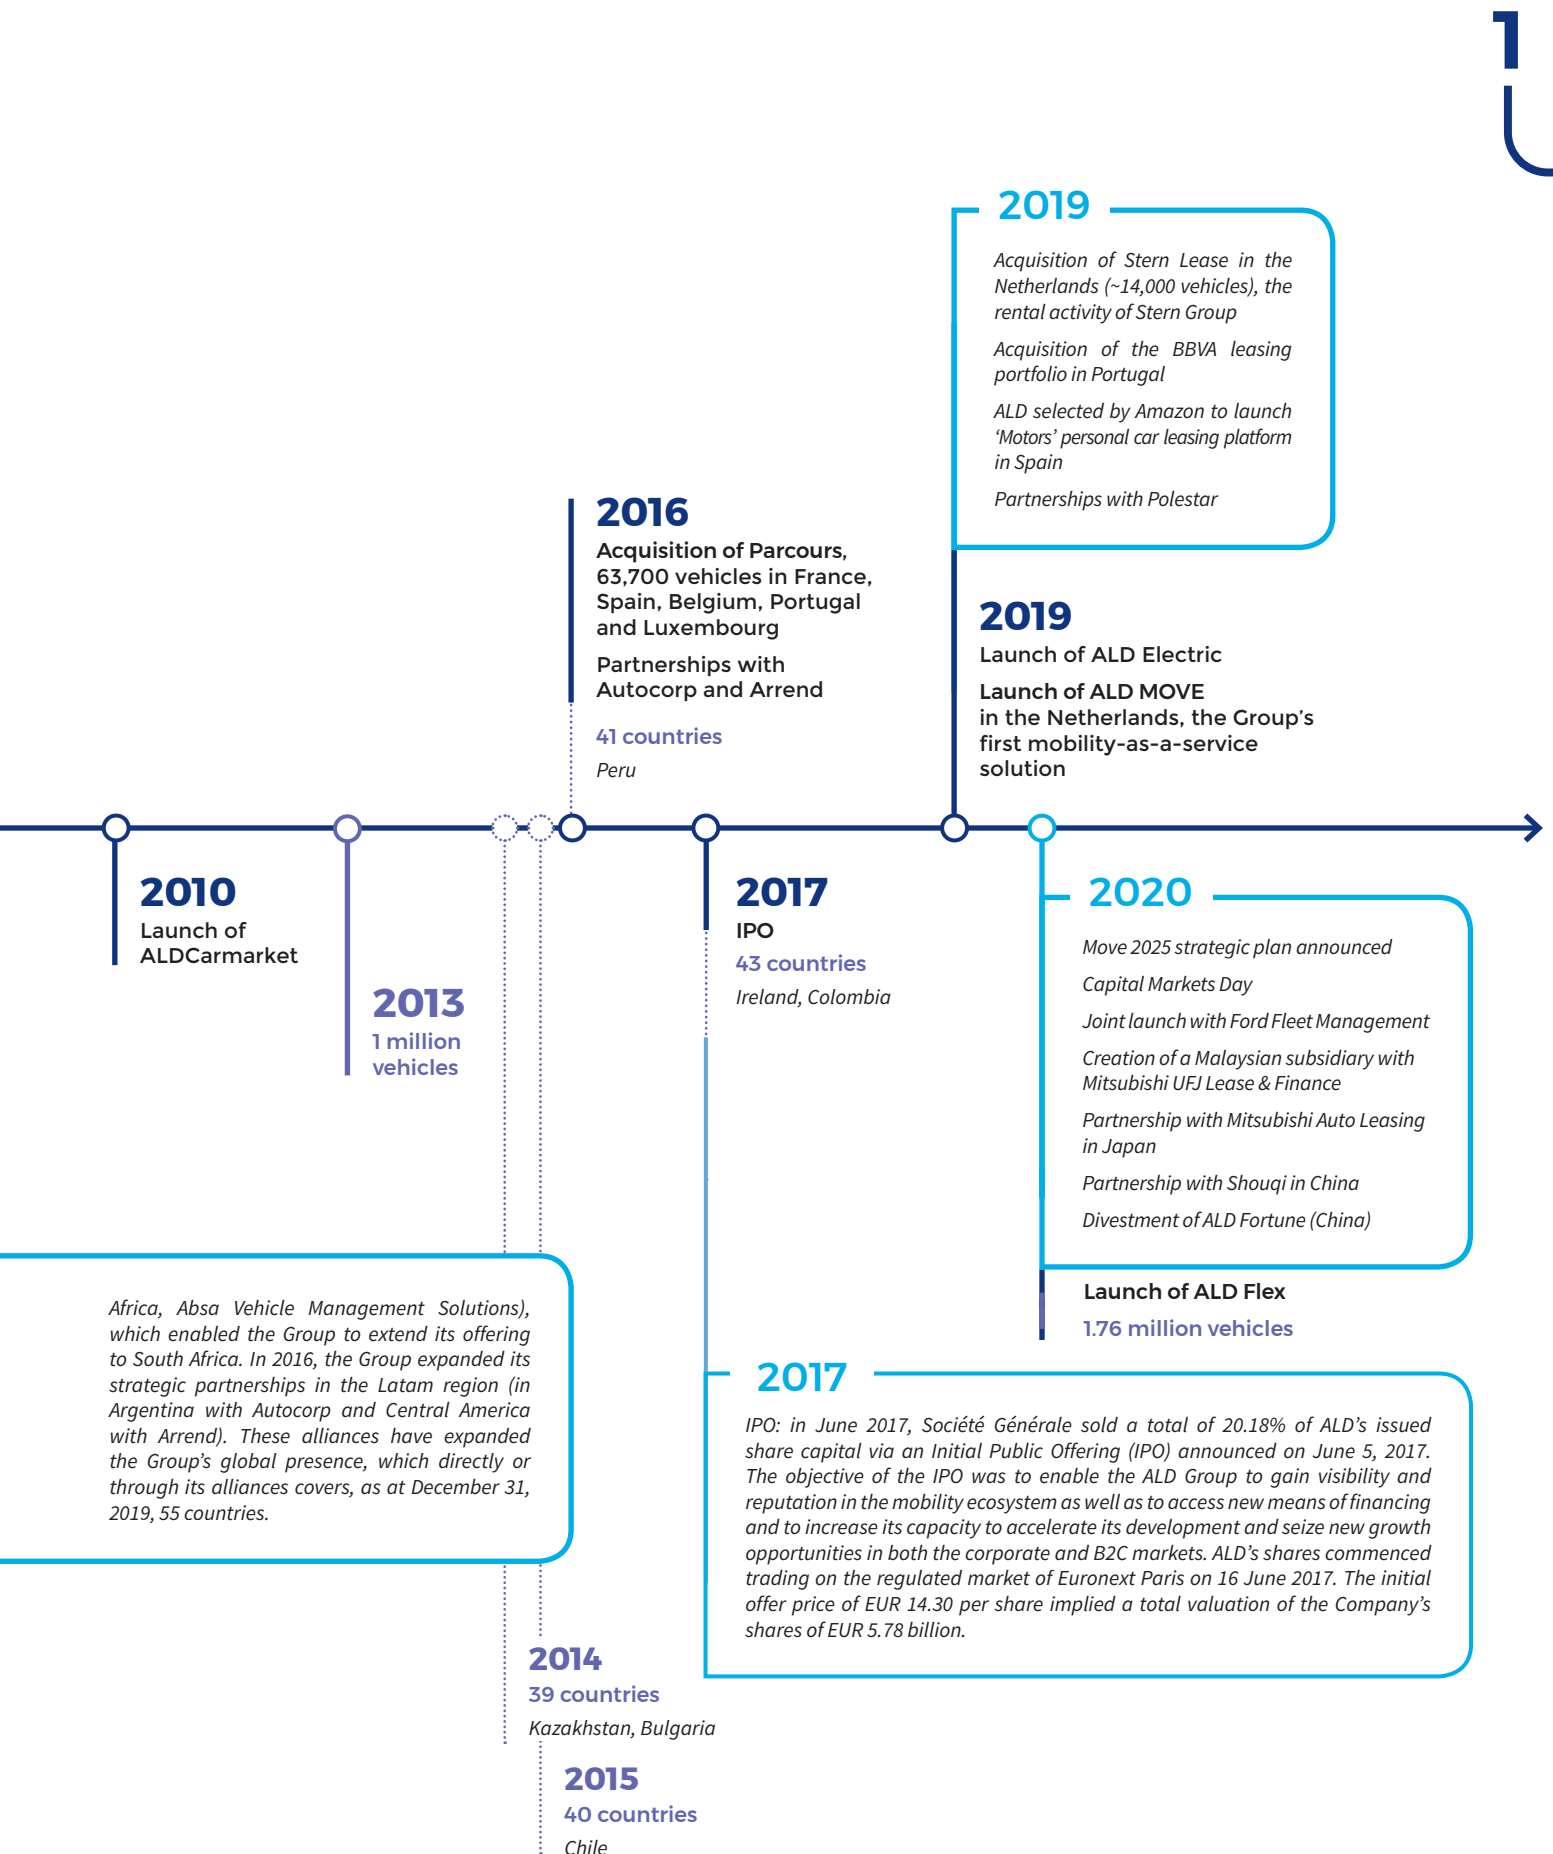 1
2019
Acquisition of Stern Lease in the
Netherlands (~14,000 vehicles), the
rental activity of Stern Group
Acquisition of the BBVA leasing
portfolio in Portugal
ALD selected by Amazon to launch
‘Motors’ personal car leasing platform
in Spain
Partnerships with Polestar
2016
Acquisition of Parcours,
63,700 vehicles in France,
Spain, Belgium, Portugal
and Luxembourg
Partnerships with
Autocorp and Arrend
41 countries
Peru
2019
Launch of ALD Electric
Launch of ALD MOVE
in the Netherlands, the Group’s
first mobility-as-a-service
solution
2010
Launch of
ALDCarmarket
2013
1 million
vehicles
2017
IPO
43 countries
Ireland, Colombia
2020
Move 2025 strategic plan announced
Capital Markets Day
Joint launch with Ford Fleet Management
Creation of a Malaysian subsidiary with
Mitsubishi UFJ Lease & Finance
Partnership with Mitsubishi Auto Leasing
in Japan
Partnership with Shouqi in China
Divestment of ALD Fortune (China)
Launch of ALD Flex
1.76 million vehicles
Africa, Absa Vehicle Management Solutions),
which enabled the Group to extend its offering
to South Africa. In 2016, the Group expanded its
strategic partnerships in the Latam region (in
Argentina with Autocorp and Central America
with Arrend). These alliances have expanded
the Group’s global presence, which directly or
through its alliances covers, as at December 31,
2019, 55 countries.
2017
IPO: in June 2017, Société Générale sold a total of 20.18% of ALD’s issued
share capital via an Initial Public Offering (IPO) announced on June 5, 2017.
The objective of the IPO was to enable the ALD Group to gain visibility and
reputation in the mobility ecosystem as well as to access new means of financing
and to increase its capacity to accelerate its development and seize new growth
opportunities in both the corporate and B2C markets. ALD’s shares commenced
trading on the regulated market of Euronext Paris on 16 June 2017. The initial
offer price of EUR 14.30 per share implied a total valuation of the Company’s
shares of EUR 5.78 billion.
2014
39 countries
Kazakhstan, Bulgaria
2015
40 countries
Chile